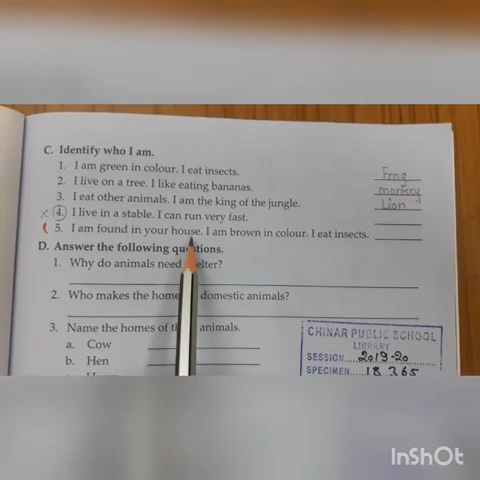 C. Identify who I am.
1. I am green in colour. I eat insects.
Frog
2. I live on a tree. I like eating bananas.
monkey
3. I eat other animals. I am the king of the jungle.
Lion
x 4. I live in a stable. I can run very fast.
5. I am found in your house. I am brown in colour. I eat insects.
D. Answer the following questions.
1. Why do animals need shelter?
2. Who makes the home domestic animals?
3. Name the homes of animals.
a. Cow
b. Hen
CHINAR PUBLIC SCHOOL
LIBRARY
SESSION.....2019-20
SPECIMEN.....18365
InShOt